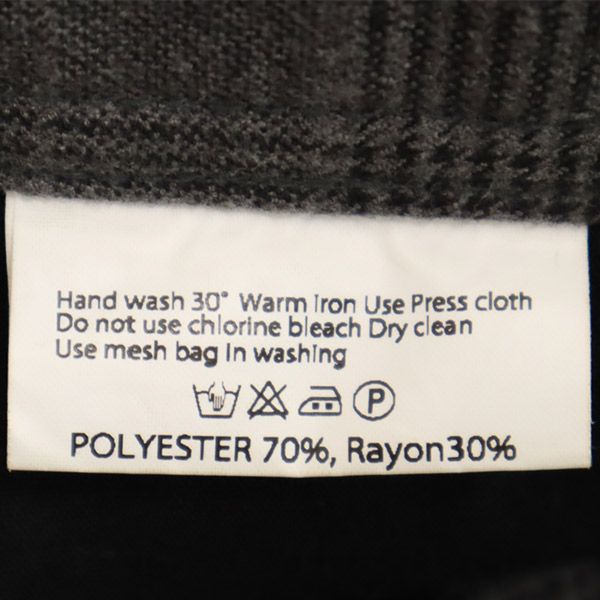 Hand wash 30° Warm Iron Use Press cloth
Do not use chlorine bleach Dry clean
Use mesh bag in washing
P
POLYESTER 70%, Rayon30%